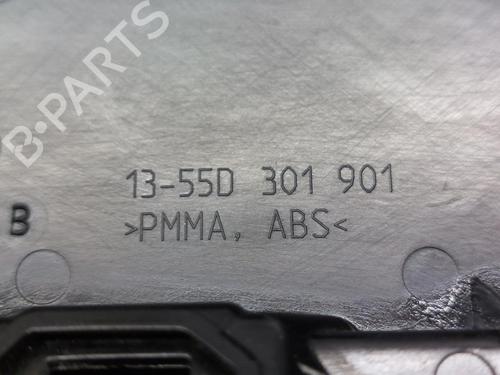 B-PARTS
13-55D 301 901
B
>PMMA, ABS<